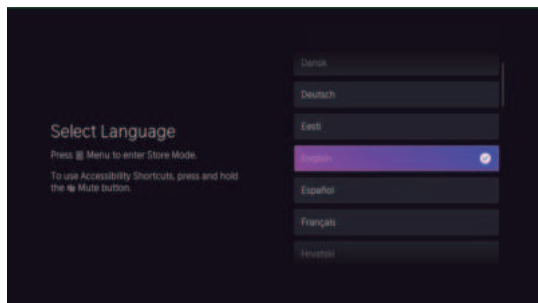 Select Language
Press Menu to enter Store Mode.
To use Accessibility Shortcuts, press and hold
the Mute button.
Dansk
Deutsch
Eesti
English
Español
Français
Hrvatski